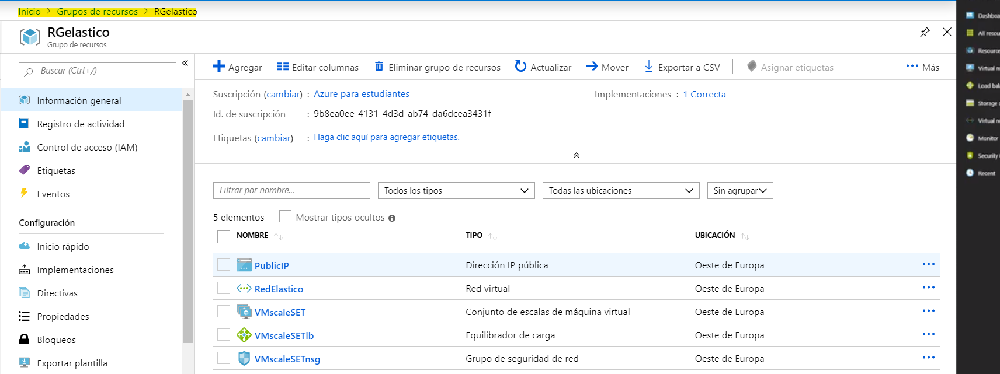 Inicio > Grupos de recursos > RGelastico
RGelastico
Grupo de recursos
Buscar (Ctrl+/)
«
Información general
Registro de actividad
Control de acceso (IAM)
Etiquetas
Eventos
Configuración
Inicio rápido
Implementaciones
Directivas
Propiedades
Bloqueos
Exportar plantilla
Agregar Editar columnas Eliminar grupo de recursos Actualizar Mover Exportar a CSV Asignar etiquetas ··· Más
Suscripción (cambiar) : Azure para estudiantes Implementaciones : 1 Correcta
Id. de suscripción : 9b8ea0ee-4131-4d3d-ab74-da6dcea3431f
Etiquetas (cambiar) : Haga clic aquí para agregar etiquetas.
Filtrar por nombre... Todos los tipos Todas las ubicaciones Sin agrupar
5 elementos Mostrar tipos ocultos
NOMBRE TIPO UBICACIÓN
PublicIP Dirección IP pública Oeste de Europa ···
RedElastico Red virtual Oeste de Europa ···
VMscaleSET Conjunto de escalas de máquina virtual Oeste de Europa ···
VMscaleSETlb Equilibrador de carga Oeste de Europa ···
VMscaleSETnsg Grupo de seguridad de red Oeste de Europa ···
Dashboa
All resou
Resource
Virtual m
Load bal
Storage a
Virtual ne
Monitor
Security
Recent